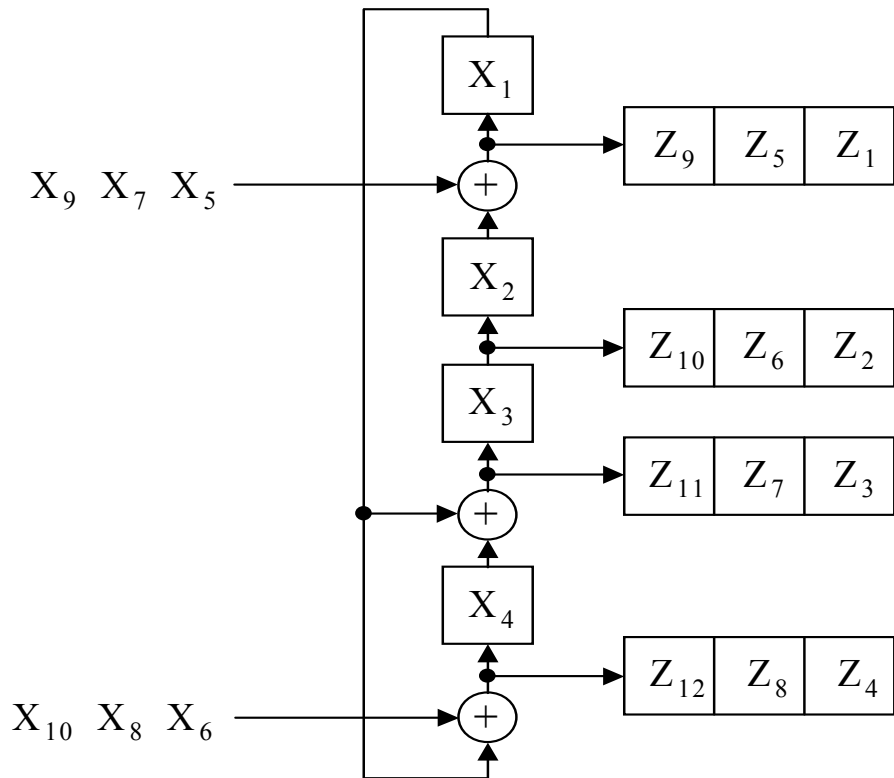 X₁
Z₉ Z₅ Z₁
X₉ X₇ X₅
+
X₂
Z₁₀ Z₆ Z₂
X₃
Z₁₁ Z₇ Z₃
+
X₄
Z₁₂ Z₈ Z₄
X₁₀ X₈ X₆
+